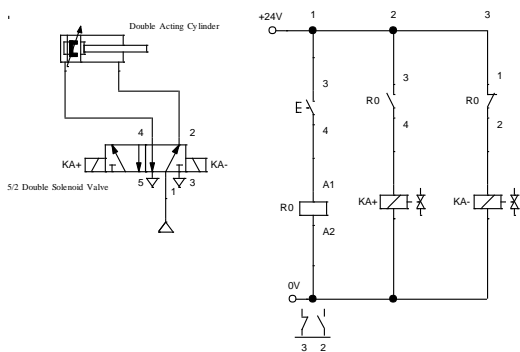 Double Acting Cylinder
4 2
KA+ KA-
5 3
1
5/2 Double Solenoid Valve
+24V 1 2 3
3 3 1
E R0 R0
4 4 2
A1
R0 KA+ KA-
A2
0V
3 2